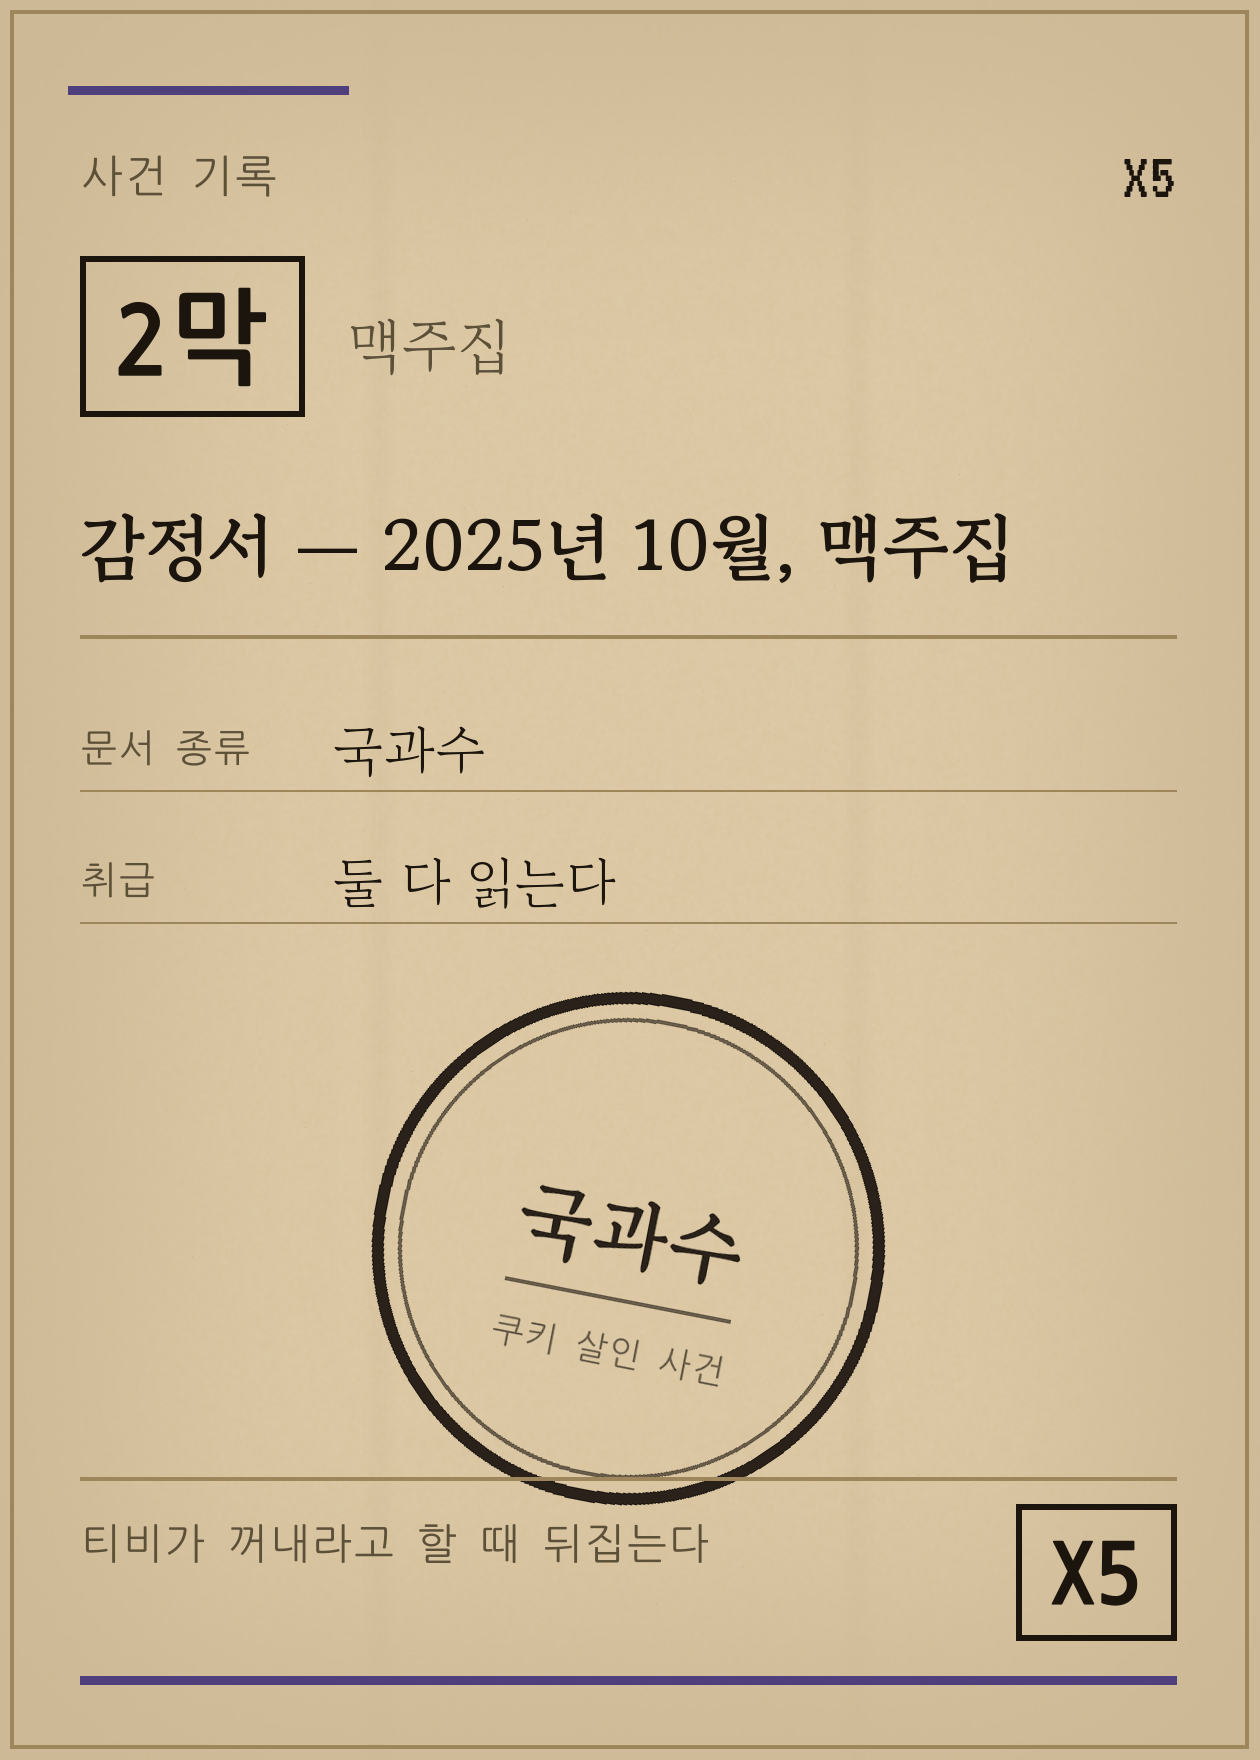 사건 기록
X5
2막
맥주집
감정서 — 2025년 10월, 맥주집
문서 종류 국과수
취급 둘 다 읽는다
국과수
쿠키 살인 사건
티비가 꺼내라고 할 때 뒤집는다
X5